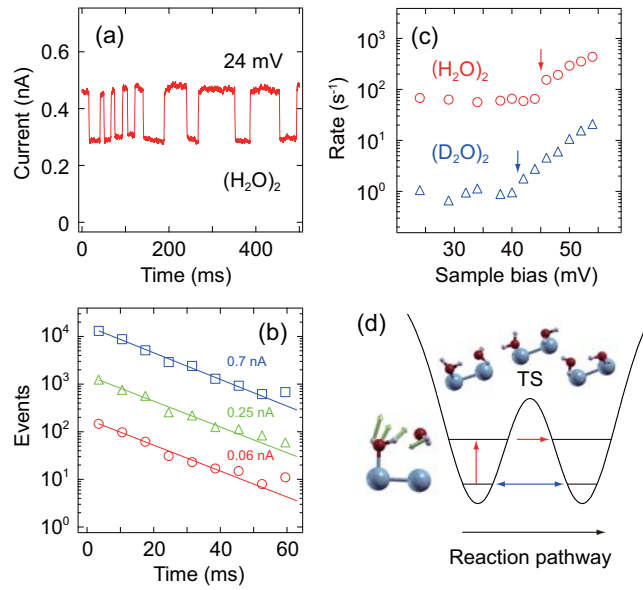 (a)
24 mV
(H₂O)₂
Current (nA)
0.6
0.4
0.2
0
0
200
400
Time (ms)
(c)
(H₂O)₂
(D₂O)₂
Rate (s⁻¹)
10³
10²
10¹
10⁰
30
40
50
Sample bias (mV)
(b)
0.7 nA
0.25 nA
0.06 nA
Events
10⁴
10³
10²
10¹
10⁰
0
10
20
30
40
50
60
Time (ms)
(d)
TS
Reaction pathway